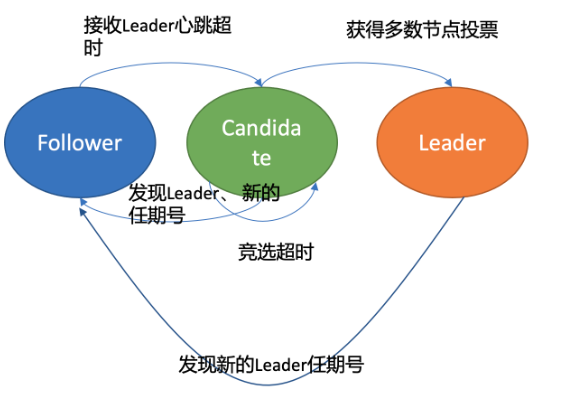 接收Leader心跳超
时
获得多数节点投票
Follower
Candida
te
Leader
发现Leader、新的
任期号
竞选超时
发现新的Leader任期号